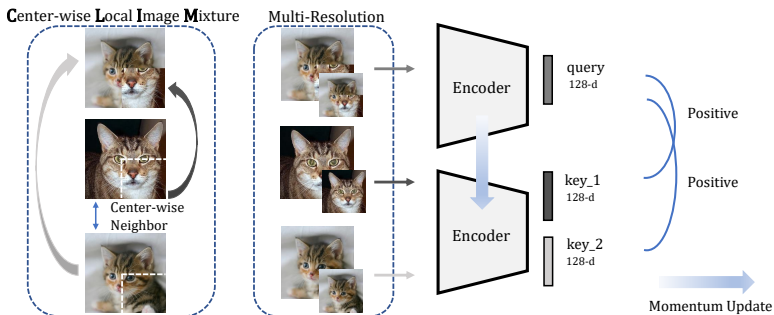 Center-wise Local Image Mixture
Multi-Resolution
Center-wise
Neighbor
Encoder
Encoder
query
128-d
key_1
128-d
key_2
128-d
Positive
Positive
Momentum Update